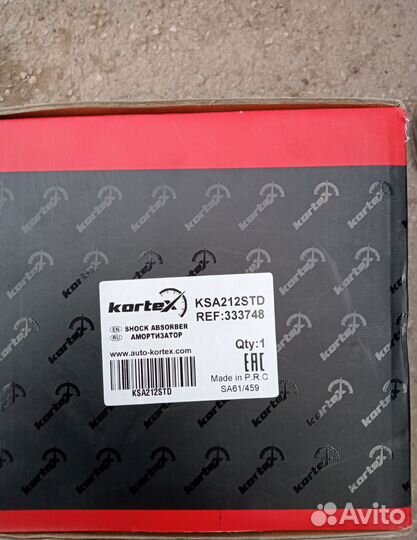 kortex
KSA212STD
REF:333748
EN SHOCK ABSORBER
RU АМОРТИЗАТОР
www.auto-kortex.com
Qty:1
EAC
KSA212STD
Made in P.R.C
SA61/459
Avito